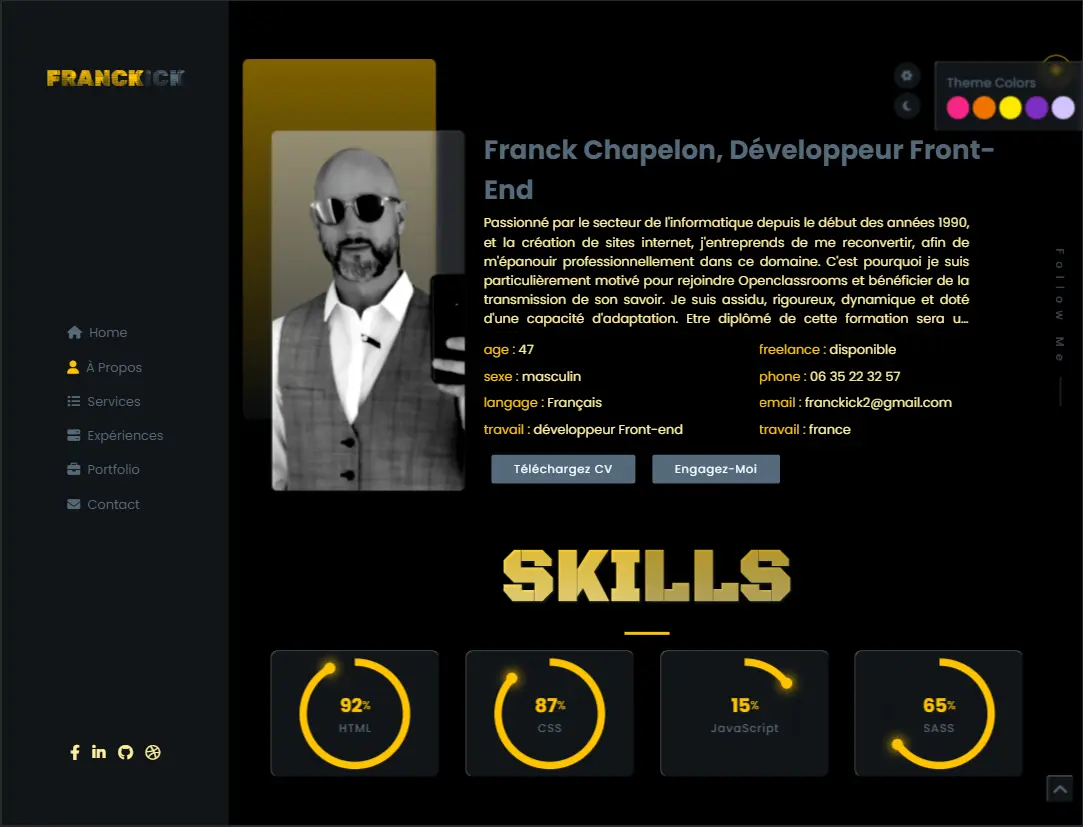 FRANCKICK
Home
À Propos
Services
Expériences
Portfolio
Contact
Theme Colors
Franck Chapelon, Développeur Front-
End
Passionné par le secteur de l'informatique depuis le début des années 1990,
et la création de sites internet, j'entreprends de me reconvertir, afin de
m'épanouir professionnellement dans ce domaine. C'est pourquoi je suis
particulièrement motivé pour rejoindre Openclassrooms et bénéficier de la
transmission de son savoir. Je suis assidu, rigoureux, dynamique et doté
d'une capacité d'adaptation. Etre diplômé de cette formation sera u...
age : 47
freelance : disponible
sexe : masculin
phone : 06 35 22 32 57
langage : Français
email : franckick2@gmail.com
travail : développeur Front-end
travail : france
Téléchargez CV
Engagez-Moi
Follow Me
SKILLS
92%
HTML
87%
CSS
15%
JavaScript
65%
SASS